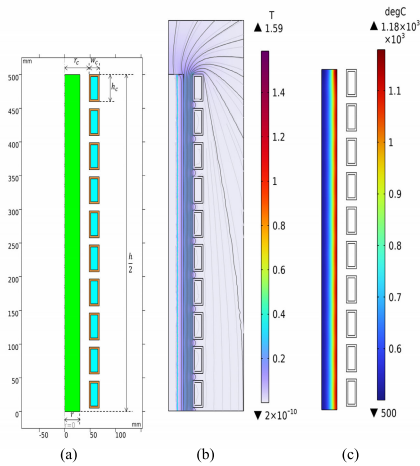 mm
r_c
w_c
h_c
500
450
400
350
300
250
200
150
100
50
0
h/2
r
r=0
-50
0
50
mm
(a)
T
▲ 1.59
1.4
1.2
1
0.8
0.6
0.4
0.2
▼ 2×10⁻¹⁰
(b)
degC
▲ 1.18×10³
×10³
1.1
1
0.9
0.8
0.7
0.6
▼ 500
(c)